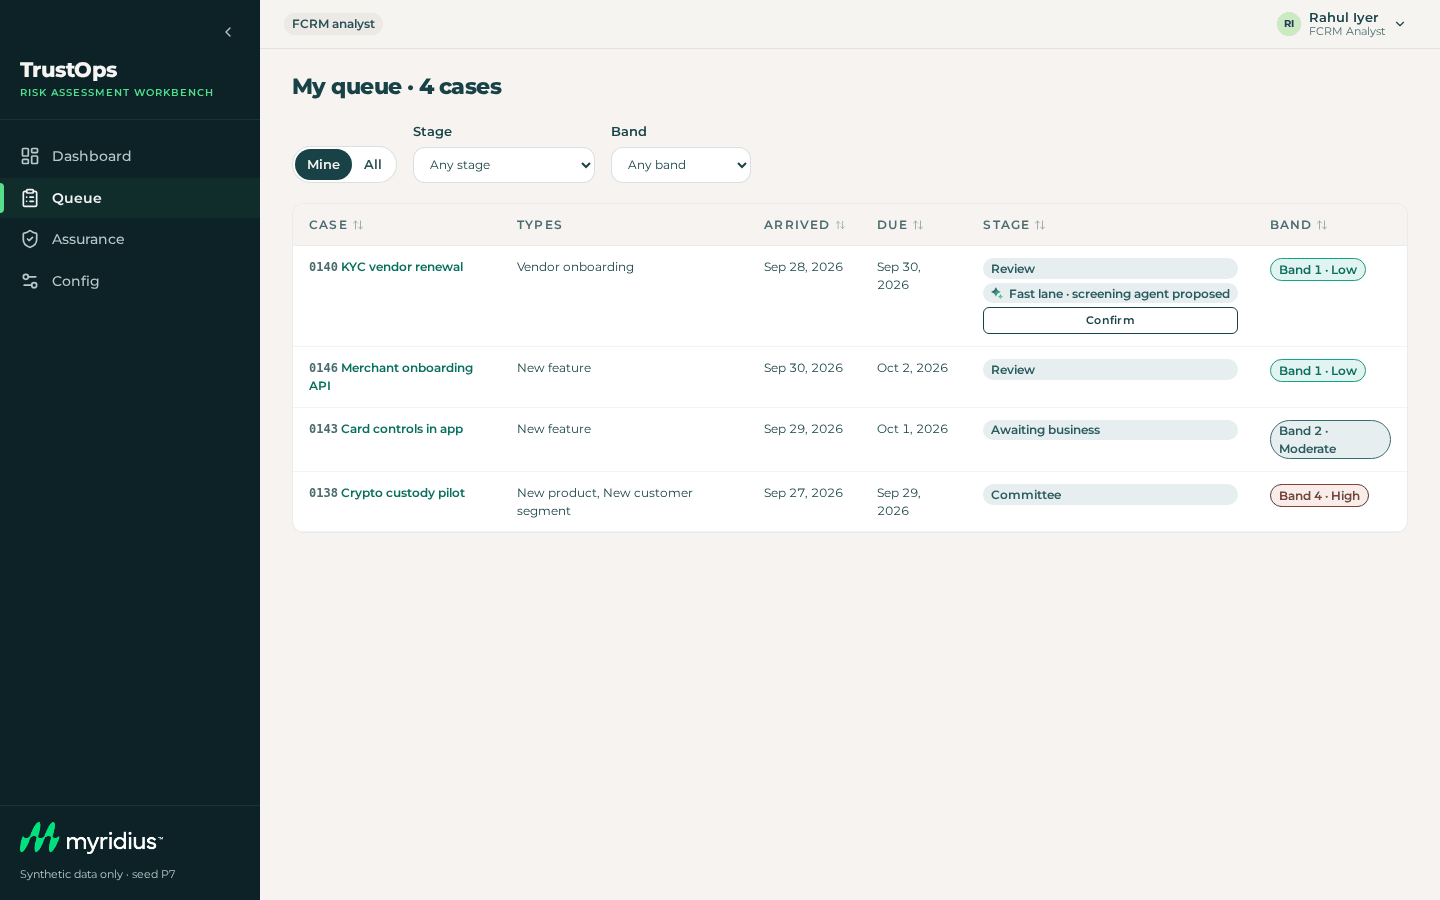 FCRM analyst
RI
Rahul Iyer
FCRM Analyst
TrustOps
RISK ASSESSMENT WORKBENCH
Dashboard
Queue
Assurance
Config
My queue · 4 cases
Stage
Band
Mine
All
Any stage
Any band
CASE
TYPES
ARRIVED
DUE
STAGE
BAND
0140 KYC vendor renewal
Vendor onboarding
Sep 28, 2026
Sep 30,
2026
Review
Fast lane · screening agent proposed
Confirm
Band 1 · Low
0146 Merchant onboarding
API
New feature
Sep 30, 2026
Oct 2, 2026
Review
Band 1 · Low
0143 Card controls in app
New feature
Sep 29, 2026
Oct 1, 2026
Awaiting business
Band 2 ·
Moderate
0138 Crypto custody pilot
New product, New customer
segment
Sep 27, 2026
Sep 29,
2026
Committee
Band 4 · High
myridius™
Synthetic data only · seed P7